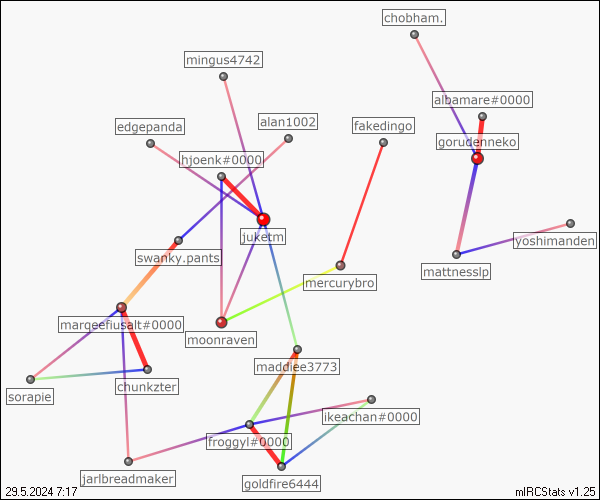 chobham.
mingus4742
albamare#0000
alan1002
edgepanda
fakedingo
gorudenneko
hjoenk#0000
juketm
yoshimanden
swanky.pants
mattnesslp
mercurybro
margeefiusalt#0000
moonraven
maddiee3773
chunkzter
sorapie
ikeachan#0000
froggyl#0000
jarlbreadmaker
goldfire6444
29.5.2024 7:17
mIRCStats v1.25